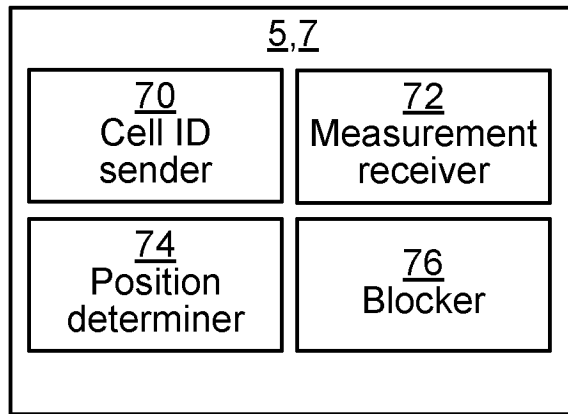 5,7
70
Cell ID
sender
72
Measurement
receiver
74
Position
determiner
76
Blocker